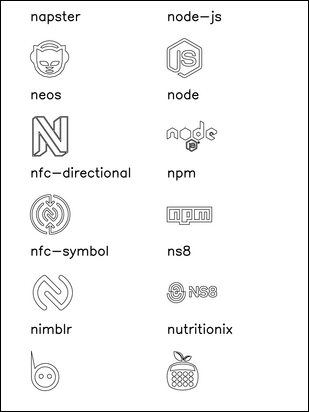 napster
node-js
JS
neos
node
N
node
JS
nfc-directional
npm
npm
nfc-symbol
ns8
NS8
nimblr
nutritionix